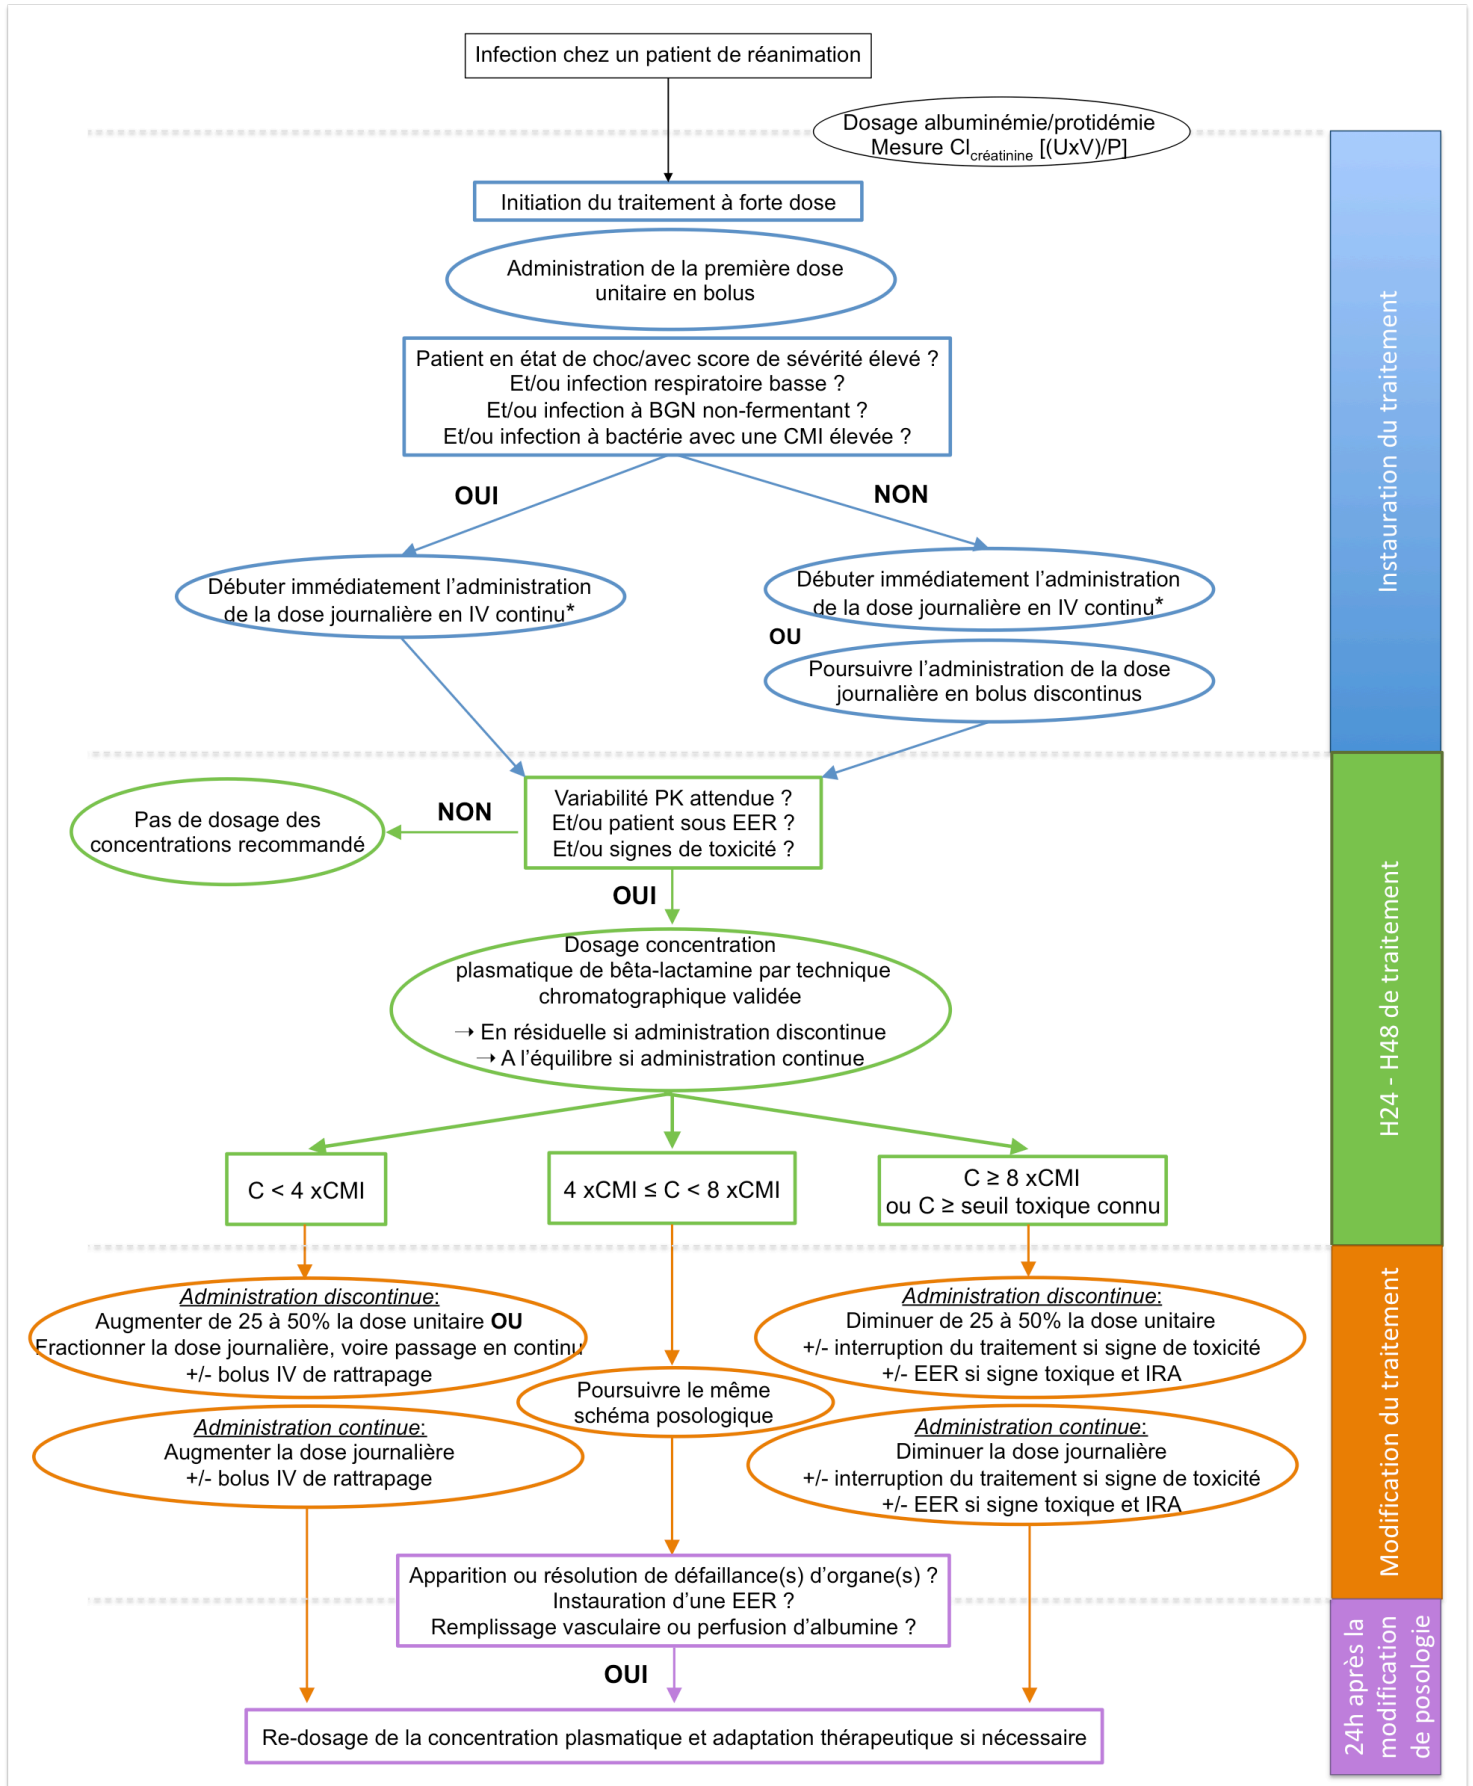 Infection chez un patient de réanimation
Dosage albuminémie/protidémie
Mesure Cl créatinine [(UxV)/P]
Initiation du traitement à forte dose
Administration de la première dose
unitaire en bolus
Patient en état de choc/avec score de sévérité élevé ?
Et/ou infection respiratoire basse ?
Et/ou infection à BGN non-fermentant ?
Et/ou infection à bactérie avec une CMI élevée ?
OUI
NON
Débuter immédiatement l’administration
de la dose journalière en IV continu*
Débuter immédiatement l’administration
de la dose journalière en IV continu*
OU
Poursuivre l’administration de la dose
journalière en bolus discontinus
Instauration du traitement
Variabilité PK attendue ?
Et/ou patient sous EER ?
Et/ou signes de toxicité ?
NON
Pas de dosage des
concentrations recommandé
OUI
Dosage concentration
plasmatique de bêta-lactamine par technique
chromatographique validée
→ En résiduelle si administration discontinue
→ A l’équilibre si administration continue
C < 4 xCMI
4 xCMI ≤ C < 8 xCMI
C ≥ 8 xCMI
ou C ≥ seuil toxique connu
H24 - H48 de traitement
Administration discontinue:
Augmenter de 25 à 50% la dose unitaire OU
Fractionner la dose journalière, voire passage en continu
+/- bolus IV de rattrapage
Administration continue:
Augmenter la dose journalière
+/- bolus IV de rattrapage
Poursuivre le même
schéma posologique
Administration discontinue:
Diminuer de 25 à 50% la dose unitaire
+/- interruption du traitement si signe de toxicité
+/- EER si signe toxique et IRA
Administration continue:
Diminuer la dose journalière
+/- interruption du traitement si signe de toxicité
+/- EER si signe toxique et IRA
Modification du traitement
Apparition ou résolution de défaillance(s) d’organe(s) ?
Instauration d’une EER ?
Remplissage vasculaire ou perfusion d’albumine ?
OUI
Re-dosage de la concentration plasmatique et adaptation thérapeutique si nécessaire
24h après la
modification
de posologie